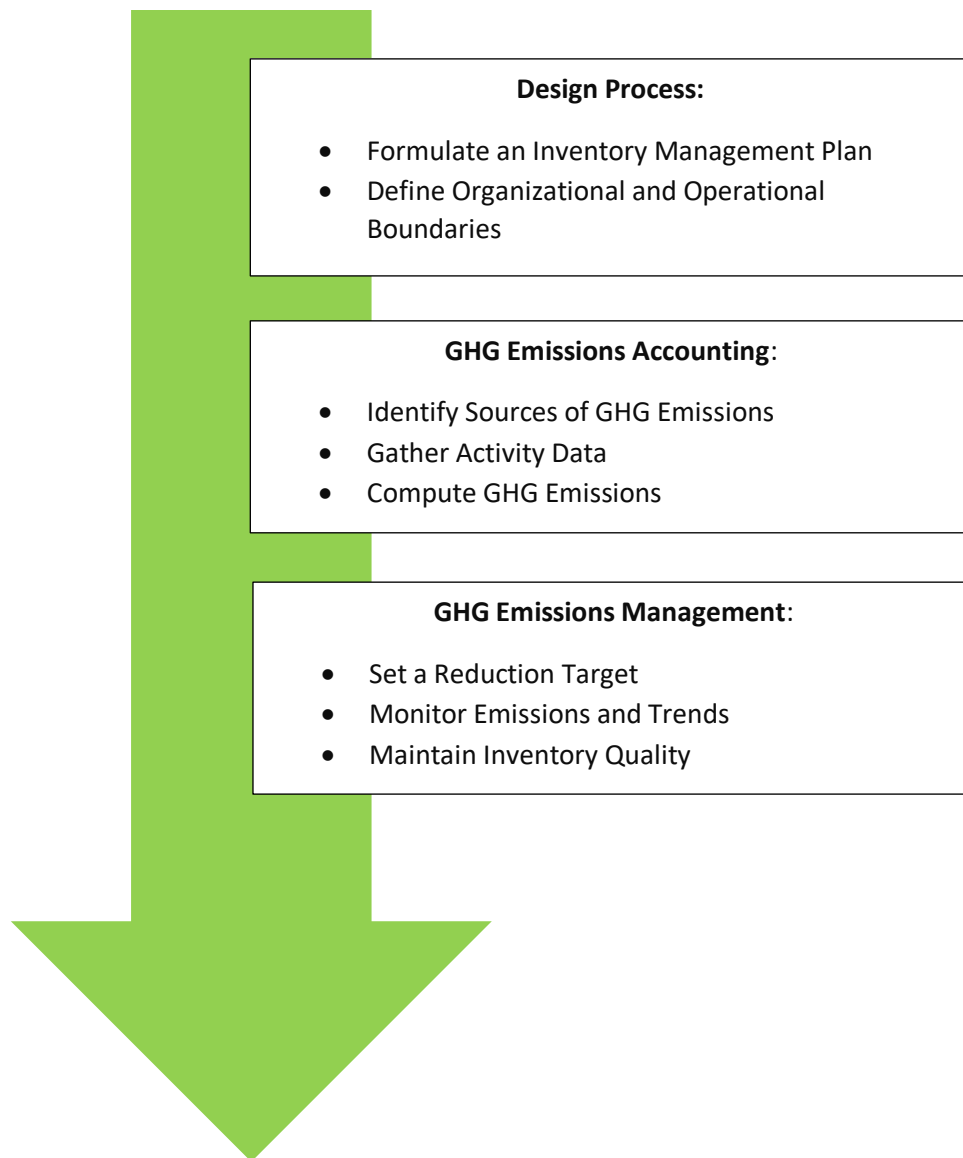 Design Process:
• Formulate an Inventory Management Plan
• Define Organizational and Operational
Boundaries
GHG Emissions Accounting:
• Identify Sources of GHG Emissions
• Gather Activity Data
• Compute GHG Emissions
GHG Emissions Management:
• Set a Reduction Target
• Monitor Emissions and Trends
• Maintain Inventory Quality